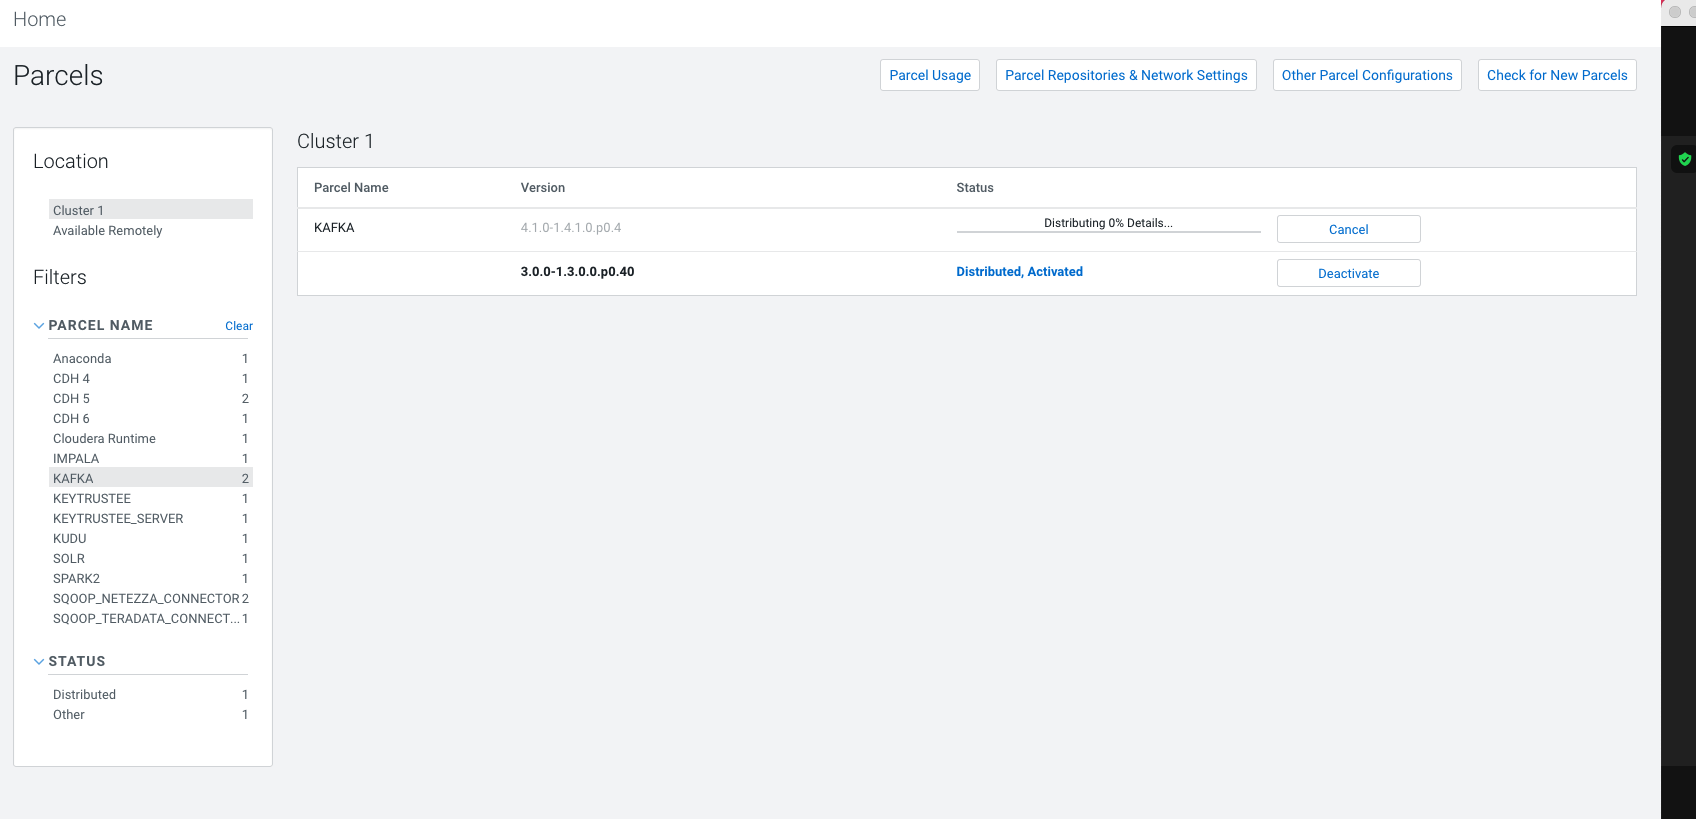 Home
Parcels
Parcel Usage
Parcel Repositories & Network Settings
Other Parcel Configurations
Check for New Parcels
Location
Cluster 1
Available Remotely
Filters
PARCEL NAME Clear
Anaconda 1
CDH 4 1
CDH 5 2
CDH 6 1
Cloudera Runtime 1
IMPALA 1
KAFKA 2
KEYTRUSTEE 1
KEYTRUSTEE_SERVER 1
KUDU 1
SOLR 1
SPARK2 1
SQOOP_NETEZZA_CONNECTOR 2
SQOOP_TERADATA_CONNECT... 1
STATUS
Distributed 1
Other 1
Cluster 1
Parcel Name Version Status
KAFKA 4.1.0-1.4.1.0.p0.4 Distributing 0% Details... Cancel
3.0.0-1.3.0.0.p0.40 Distributed, Activated Deactivate